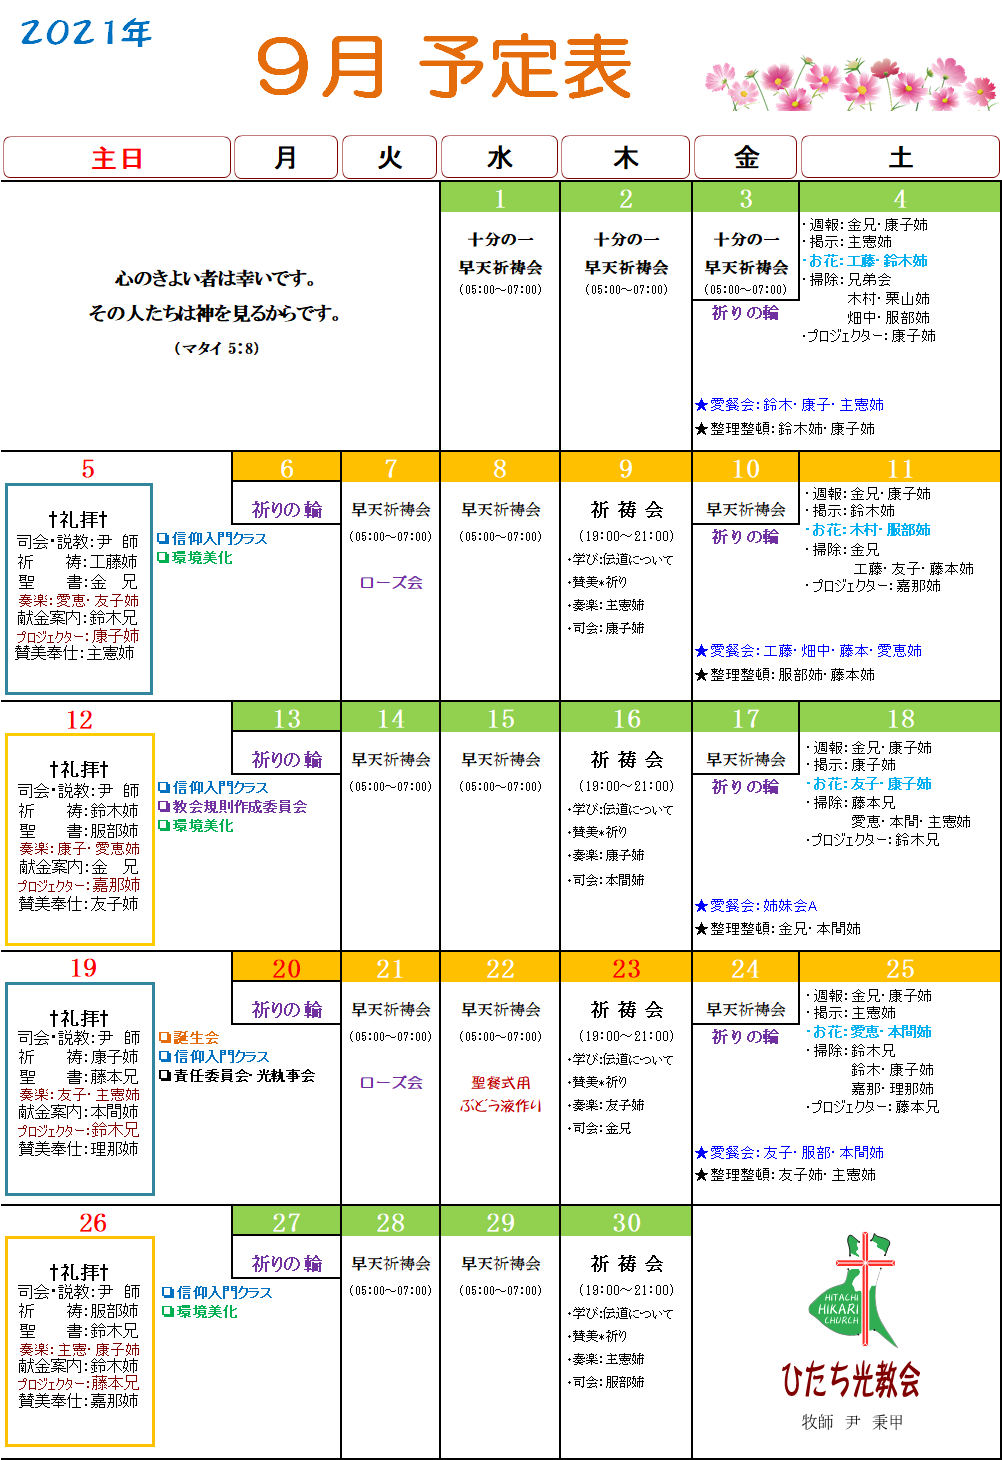 2021年
9月 予定表
主日
月
火
水
木
金
土
心のきよい者は幸いです。
その人たちは神を見るからです。
(マタイ 5:8)
1
十分の一
早天祈祷会
(05:00～07:00)
2
十分の一
早天祈祷会
(05:00～07:00)
3
十分の一
早天祈祷会
(05:00～07:00)
祈りの輪
4
・週報：金兄・康子姉
・掲示：主憲姉
・お花：工藤・鈴木姉
・掃除：兄弟会
木村・栗山姉
畑中・服部姉
・プロジェクター：康子姉
★愛餐会：鈴木・康子・主憲姉
★整理整頓：鈴木姉・康子姉
5
†礼拝†
司会・説教：尹 師
祈　　祷：工藤姉
聖　　書：金　兄
奏楽：愛恵・友子姉
献金案内：鈴木兄
プロジェクター：康子姉
賛美奉仕：主憲姉
6
祈りの輪
❏信仰入門クラス
❏環境美化
7
早天祈祷会
(05:00～07:00)
ローズ会
8
早天祈祷会
(05:00～07:00)
9
祈 祷 会
(19:00～21:00)
・学び：伝道について
・賛美*祈り
・奏楽：主憲姉
・司会：康子姉
10
早天祈祷会
祈りの輪
11
・週報：金兄・康子姉
・掲示：鈴木姉
・お花：木村・服部姉
・掃除：金兄
工藤・友子・藤本姉
・プロジェクター：嘉那姉
★愛餐会：工藤・畑中・藤本・愛恵姉
★整理整頓：服部姉・藤本姉
12
†礼拝†
司会・説教：尹 師
祈　　祷：鈴木姉
聖　　書：服部姉
奏楽：康子・愛恵姉
献金案内：金　兄
プロジェクター：嘉那姉
賛美奉仕：友子姉
13
祈りの輪
❏信仰入門クラス
❏教会規則作成委員会
❏環境美化
14
早天祈祷会
(05:00～07:00)
15
早天祈祷会
(05:00～07:00)
16
祈 祷 会
(19:00～21:00)
・学び：伝道について
・賛美*祈り
・奏楽：康子姉
・司会：本間姉
17
早天祈祷会
祈りの輪
18
・週報：金兄・康子姉
・掲示：康子姉
・お花：友子・康子姉
・掃除：藤本兄
愛恵・本間・主憲姉
・プロジェクター：鈴木兄
★愛餐会：姉妹会A
★整理整頓：金兄・本間姉
19
†礼拝†
司会・説教：尹 師
祈　　祷：康子姉
聖　　書：藤本兄
奏楽：友子・主憲姉
献金案内：本間姉
プロジェクター：鈴木兄
賛美奉仕：理那姉
20
祈りの輪
❏誕生会
❏信仰入門クラス
❏責任委員会・光執事会
21
早天祈祷会
(05:00～07:00)
ローズ会
22
早天祈祷会
(05:00～07:00)
聖餐式用
ぶどう液作り
23
祈 祷 会
(19:00～21:00)
・学び：伝道について
・賛美*祈り
・奏楽：友子姉
・司会：金兄
24
早天祈祷会
祈りの輪
25
・週報：金兄・康子姉
・掲示：主憲姉
・お花：愛恵・本間姉
・掃除：鈴木兄
鈴木・康子姉
嘉那・理那姉
・プロジェクター：藤本兄
★愛餐会：友子・服部・本間姉
★整理整頓：友子姉・主憲姉
26
†礼拝†
司会・説教：尹 師
祈　　祷：服部姉
聖　　書：鈴木兄
奏楽：主憲・康子姉
献金案内：鈴木姉
プロジェクター：藤本兄
賛美奉仕：嘉那姉
27
祈りの輪
❏信仰入門クラス
❏環境美化
28
早天祈祷会
(05:00～07:00)
29
早天祈祷会
(05:00～07:00)
30
祈 祷 会
(19:00～21:00)
・学び：伝道について
・賛美*祈り
・奏楽：主憲姉
・司会：服部姉
HITACHI
HIKARI
CHURCH
ひたち光教会
牧師 尹 秉甲